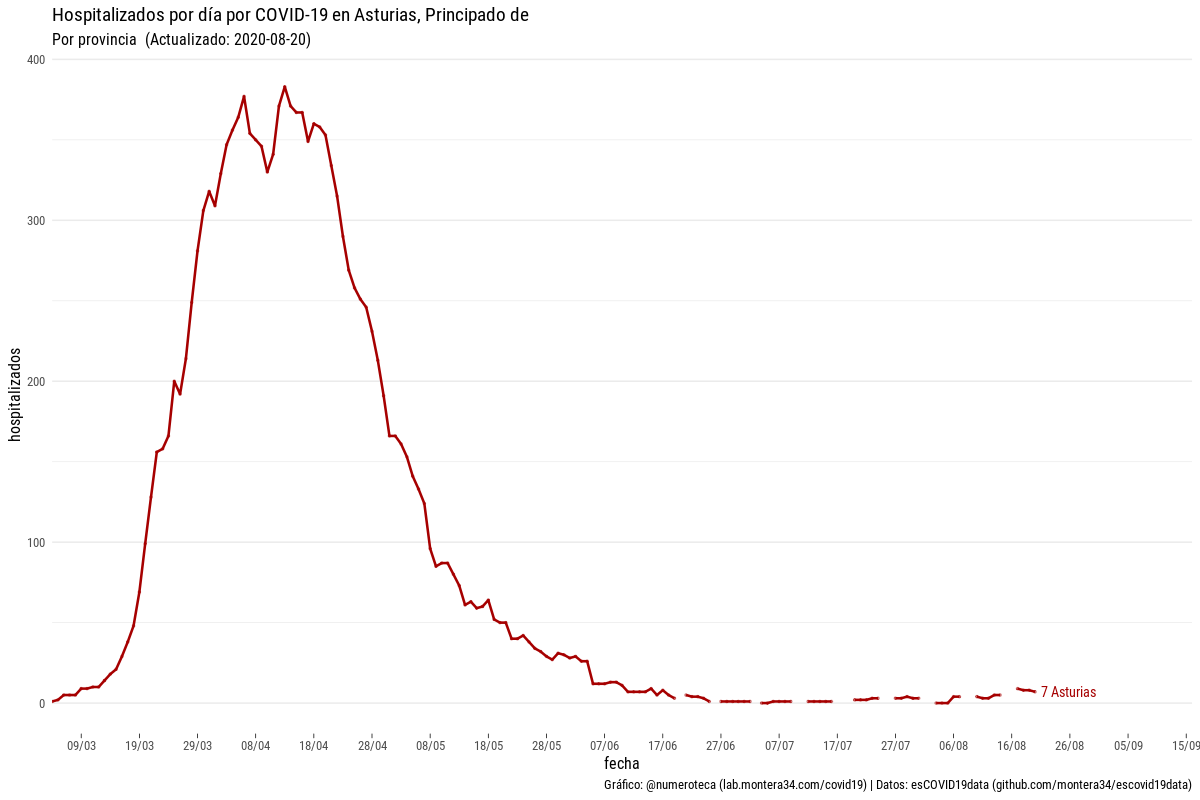 Hospitalizados por día por COVID-19 en Asturias, Principado de
Por provincia (Actualizado: 2020-08-20)
400
300
200
100
0
hospitalizados
7 Asturias
09/03 19/03 29/03 08/04 18/04 28/04 08/05 18/05 28/05 07/06 17/06 27/06 07/07 17/07 27/07 06/08 16/08 26/08 05/09 15/09
fecha
Gráfico: @numeroteca (lab.montera34.com/covid19) | Datos: esCOVID19data (github.com/montera34/escovid19data)